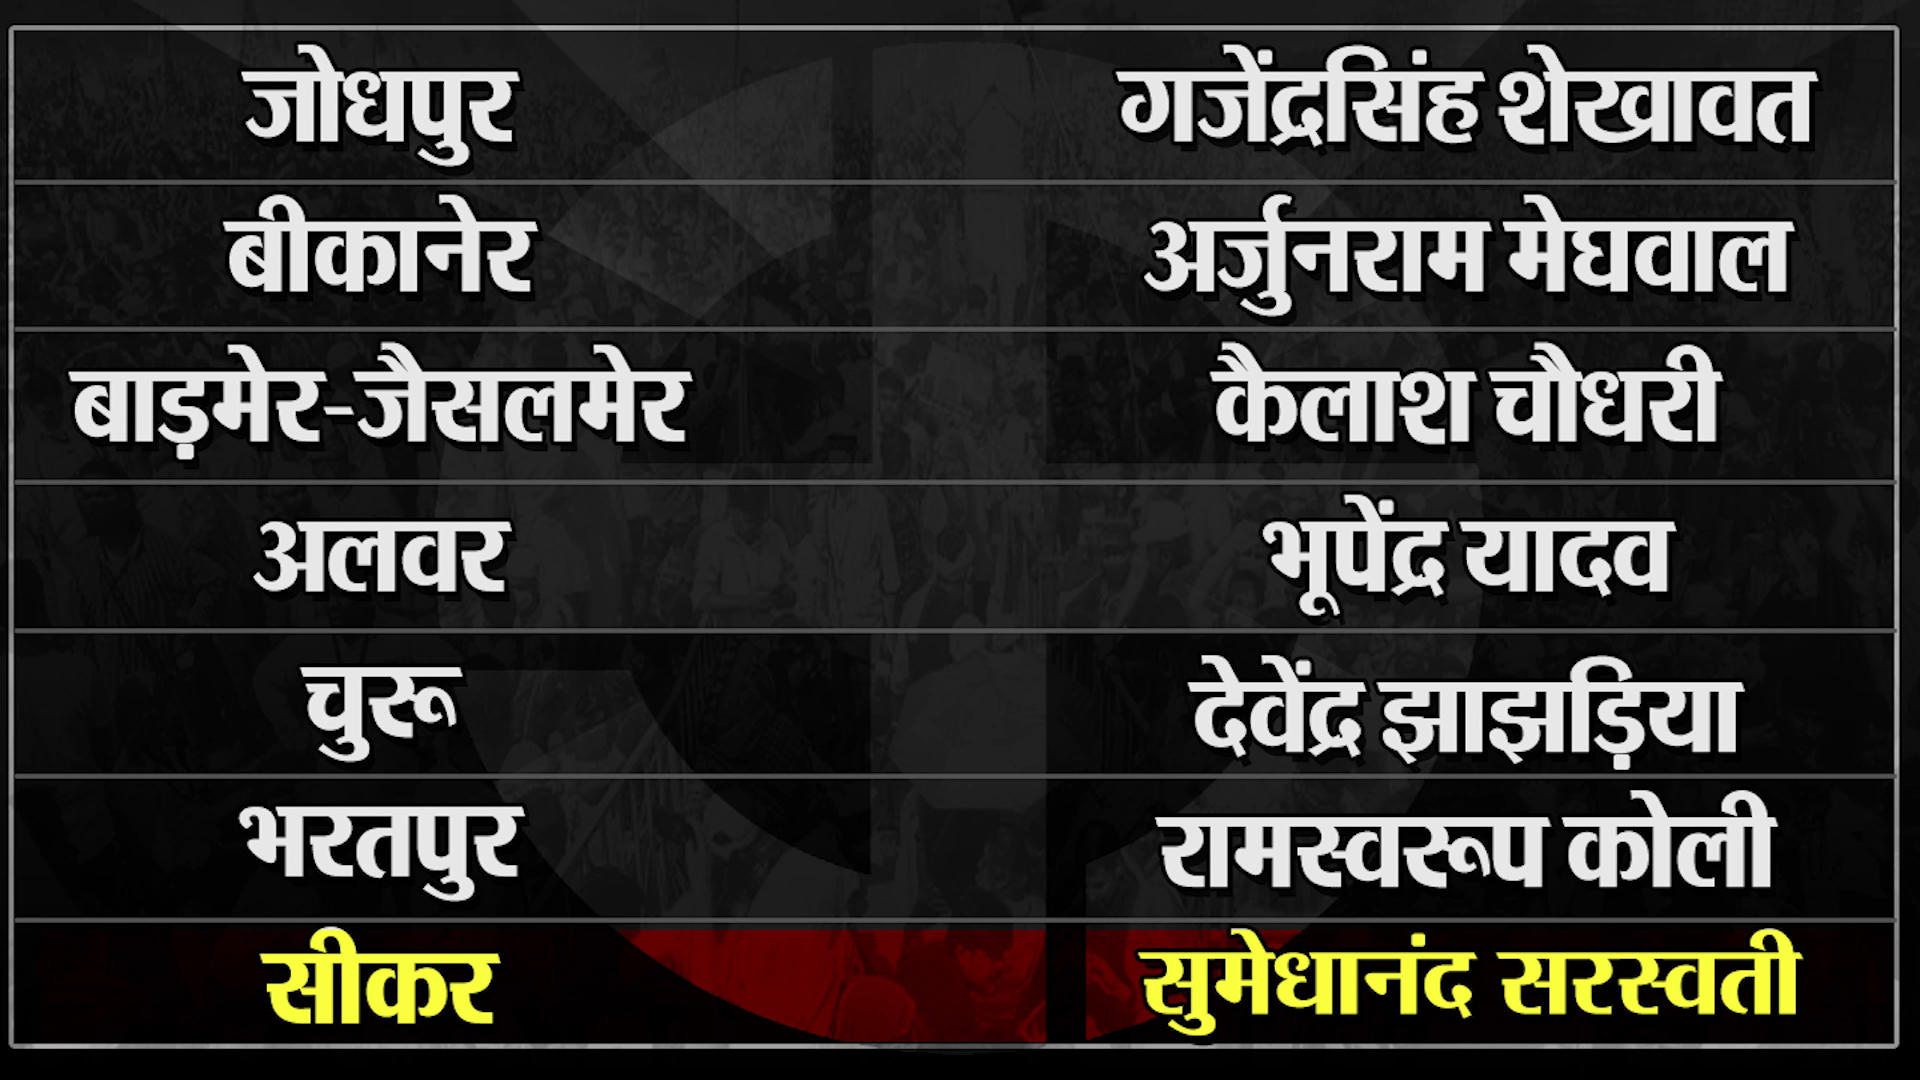 जोधपुर गजेंद्रसिंह शेखावत
बीकानेर अर्जुनराम मेघवाल
बाड़मेर-जैसलमेर कैलाश चौधरी
अलवर भूपेंद्र यादव
चुरू देवेंद्र झाझड़िया
भरतपुर रामस्वरूप कोली
सीकर सुमेधानंद सरस्वती